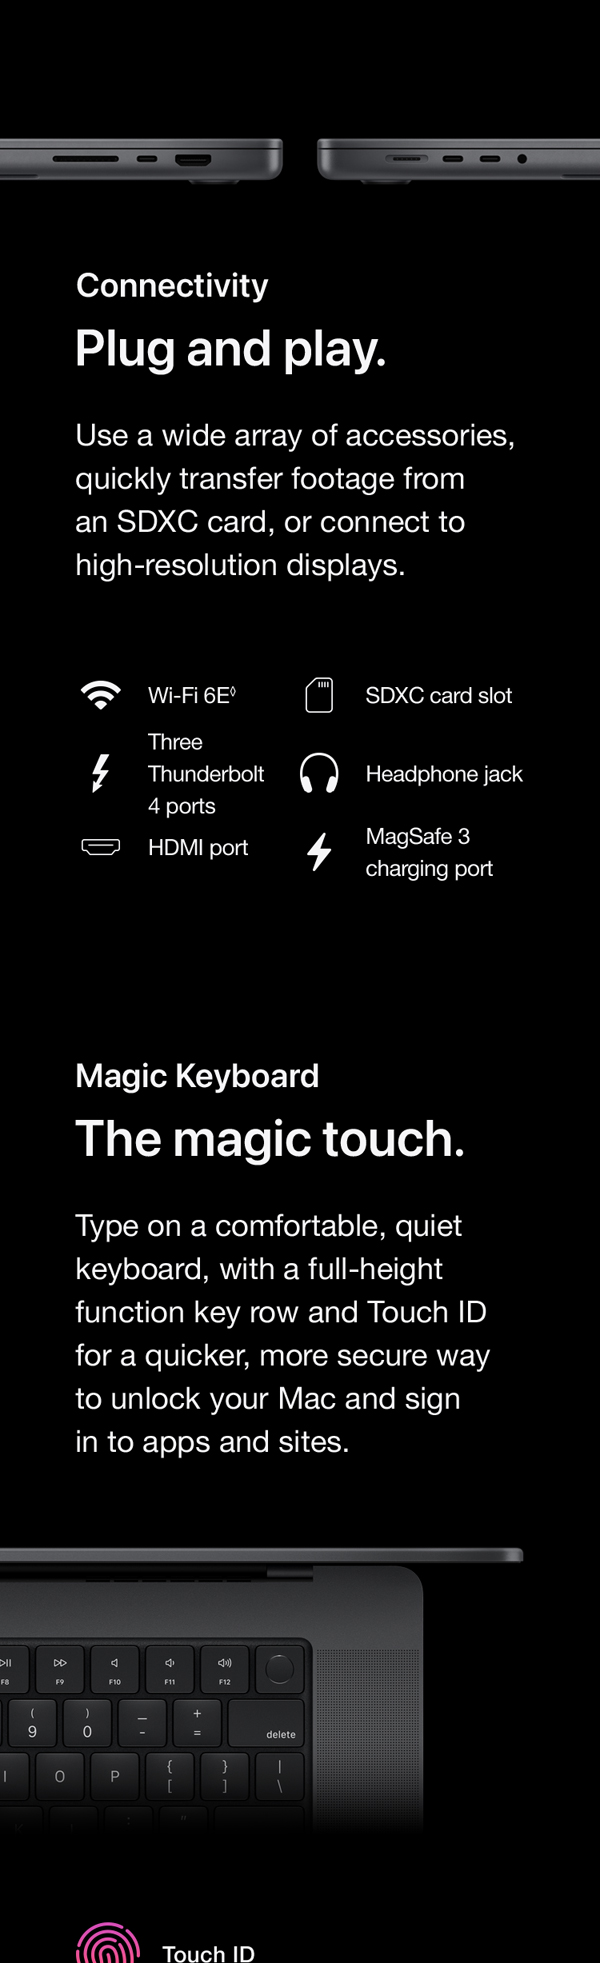 Connectivity
Plug and play.
Use a wide array of accessories,
quickly transfer footage from
an SDXC card, or connect to
high-resolution displays.
Wi-Fi 6E◊
SDXC card slot
Three
Thunderbolt
4 ports
Headphone jack
HDMI port
MagSafe 3
charging port
Magic Keyboard
The magic touch.
Type on a comfortable, quiet
keyboard, with a full-height
function key row and Touch ID
for a quicker, more secure way
to unlock your Mac and sign
in to apps and sites.
F8 F9 F10 F11 F12
( ) _ +
9 0 - = delete
{ } |
I O P [ ] \
Touch ID